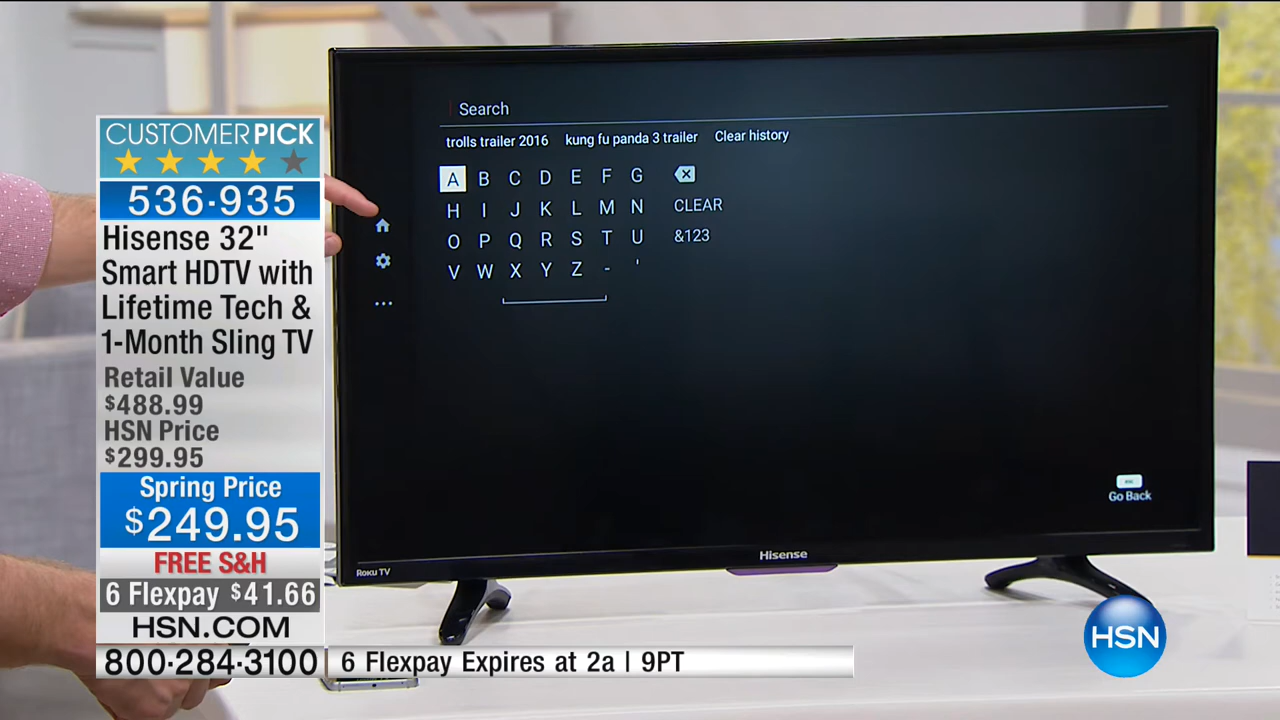 CUSTOMER PICK
536-935
Hisense 32"
Smart HDTV with
Lifetime Tech &
1-Month Sling TV
Retail Value
$488.99
HSN Price
$299.95
Spring Price
$249.95
FREE S&H
6 Flexpay $41.66
HSN.COM
800-284-3100
6 Flexpay Expires at 2a | 9PT
Search
trolls trailer 2016 kung fu panda 3 trailer Clear history
A B C D E F G
H I J K L M N CLEAR
O P Q R S T U &123
V W X Y Z - '
Go Back
Hisense
Roku TV
HSN